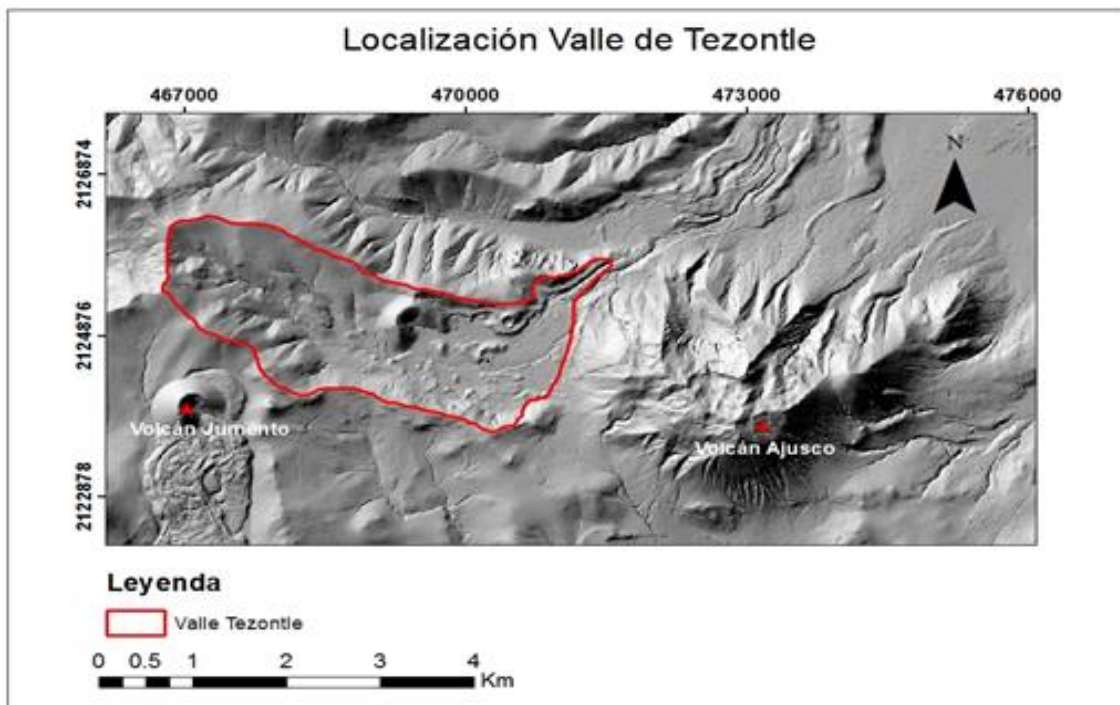 Localización Valle de Tezontle
467000 470000 473000 476000
2126874
2124876
2122878
N
Volcán Jumento
Volcán Ajusco
Leyenda
Valle Tezontle
0 0.5 1 2 3 4
Km